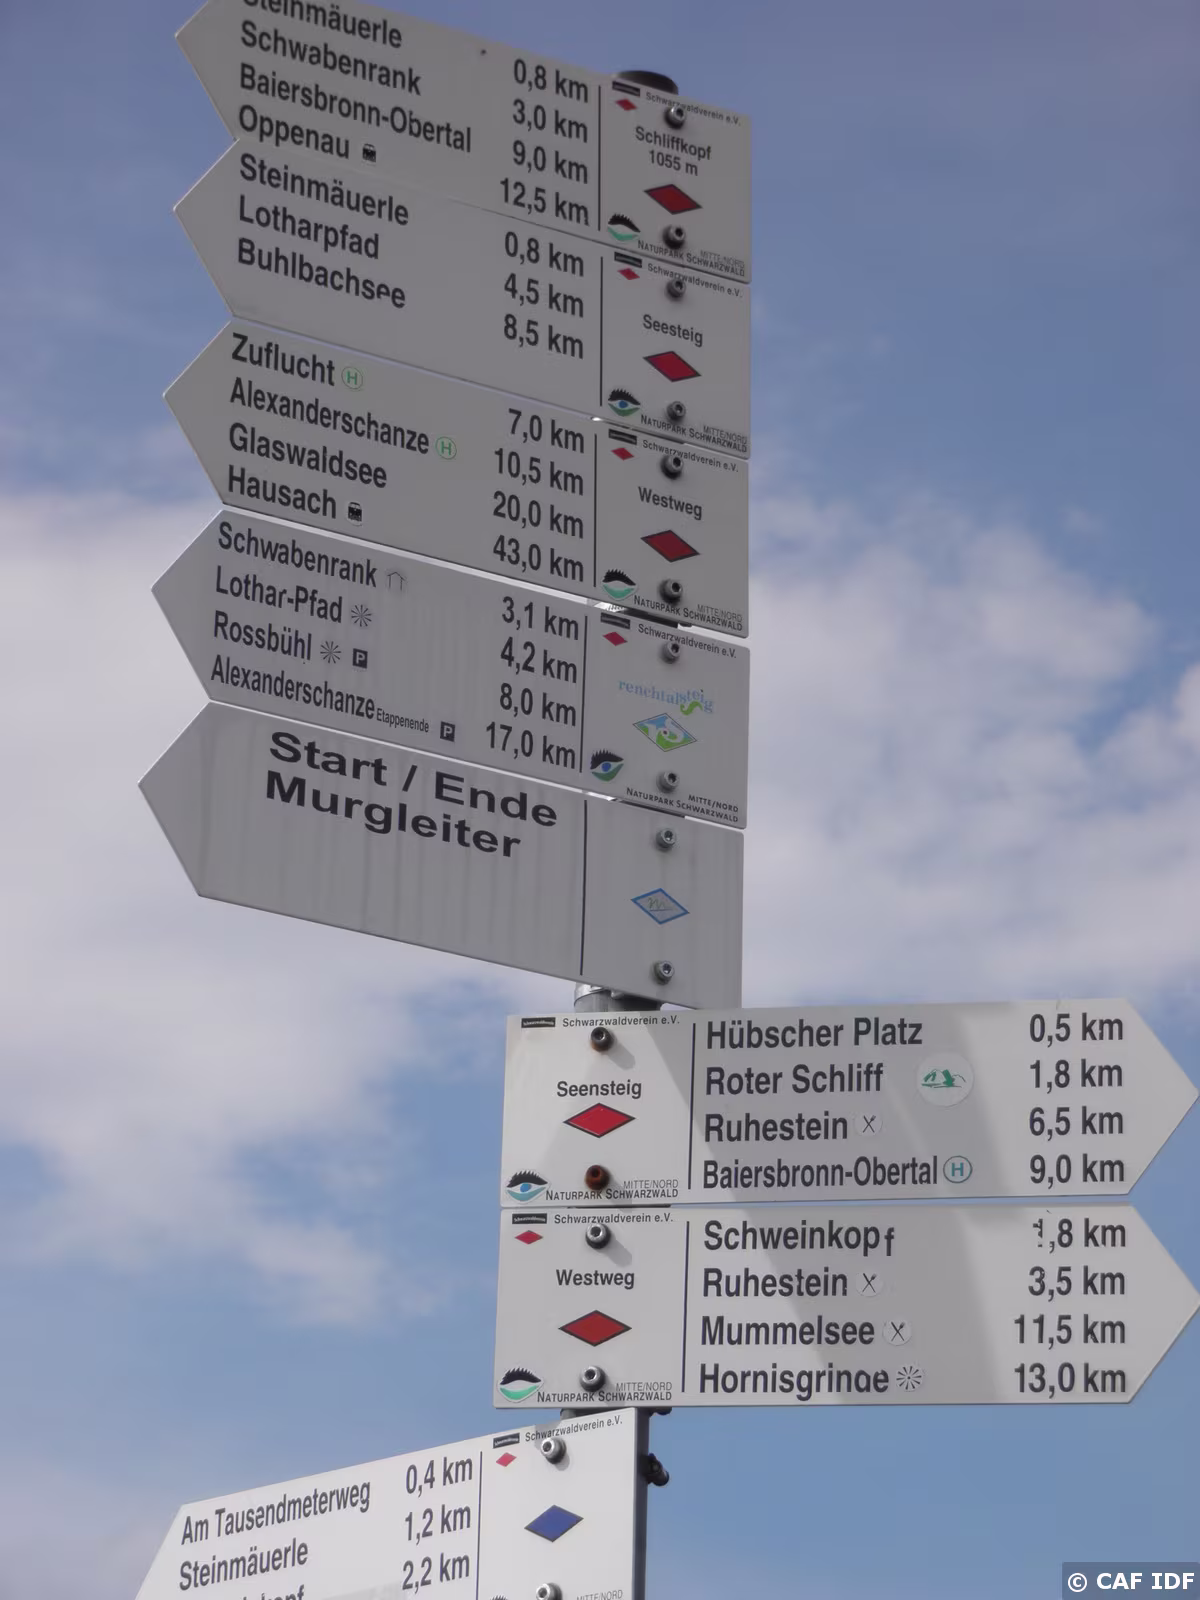 Steinmäuerle 0,8 km
Schwabenrank 3,0 km
Baiersbronn-Obertal 9,0 km
Oppenau 12,5 km
Schwarzwaldverein e.V.
Schliffkopf
1055 m
MITTE/NORD
NATURPARK SCHWARZWALD
Steinmäuerle 0,8 km
Lotharpfad 4,5 km
Buhlbachsee 8,5 km
Schwarzwaldverein e.V.
Seesteig
MITTE/NORD
NATURPARK SCHWARZWALD
Zuflucht H 7,0 km
Alexanderschanze H 10,5 km
Glaswaldsee 20,0 km
Hausach 43,0 km
Schwarzwaldverein e.V.
Westweg
MITTE/NORD
NATURPARK SCHWARZWALD
Schwabenrank 3,1 km
Lothar-Pfad 4,2 km
Rossbühl P 8,0 km
Alexanderschanze Etappenende P 17,0 km
Schwarzwaldverein e.V.
renchtalsteig
MITTE/NORD
NATURPARK SCHWARZWALD
Start / Ende
Murgleiter
Schwarzwaldverein e.V.
Seensteig
MITTE/NORD
NATURPARK SCHWARZWALD
Hübscher Platz 0,5 km
Roter Schliff 1,8 km
Ruhestein 6,5 km
Baiersbronn-Obertal H 9,0 km
Schwarzwaldverein e.V.
Westweg
MITTE/NORD
NATURPARK SCHWARZWALD
Schweinkopf 1,8 km
Ruhestein 3,5 km
Mummelsee 11,5 km
Hornisgrinde 13,0 km
Schwarzwaldverein e.V.
Am Tausendmeterweg 0,4 km
Steinmäuerle 1,2 km
2,2 km
MITTE/NORD
© CAF IDF